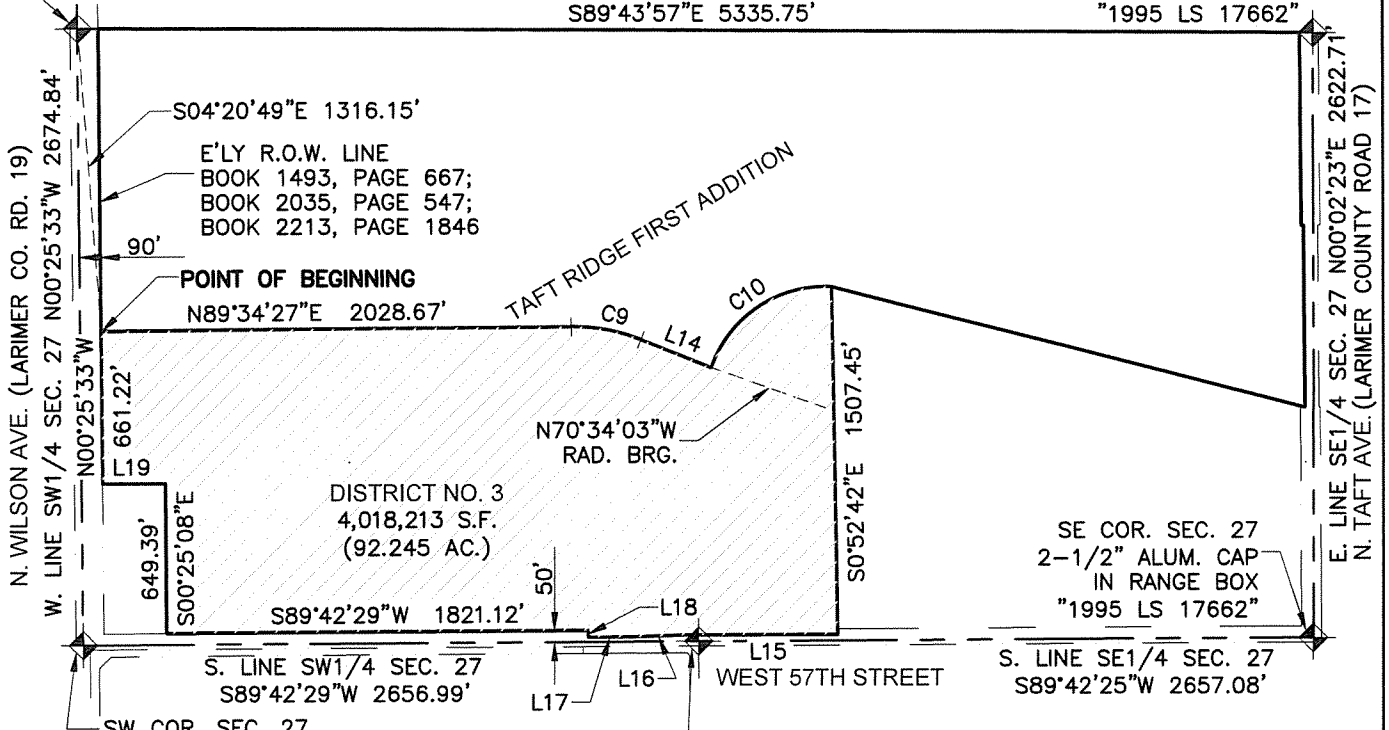 S89°43'57"E 5335.75'
"1995 LS 17662"
S04°20'49"E 1316.15'
E'LY R.O.W. LINE
BOOK 1493, PAGE 667;
BOOK 2035, PAGE 547;
BOOK 2213, PAGE 1846
90'
POINT OF BEGINNING
N89°34'27"E 2028.67'
TAFT RIDGE FIRST ADDITION
C9
L14
C10
N. WILSON AVE. (LARIMER CO. RD. 19)
W. LINE SW1/4 SEC. 27 N00°25'33"W 2674.84'
N00°25'33"W
661.22'
L19
649.39'
S00°25'08"E
N70°34'03"W
RAD. BRG.
DISTRICT NO. 3
4,018,213 S.F.
(92.245 AC.)
S0°52'42"E 1507.45'
50'
S89°42'29"W 1821.12'
L18
SE COR. SEC. 27
2-1/2" ALUM. CAP
IN RANGE BOX
"1995 LS 17662"
E. LINE SE1/4 SEC. 27 N00°02'23"E 2622.71'
N. TAFT AVE. (LARIMER COUNTY ROAD 17)
S. LINE SW1/4 SEC. 27
S89°42'29"W 2656.99'
L17
L16
L15
WEST 57TH STREET
S. LINE SE1/4 SEC. 27
S89°42'25"W 2657.08'
SW COR. SEC. 27